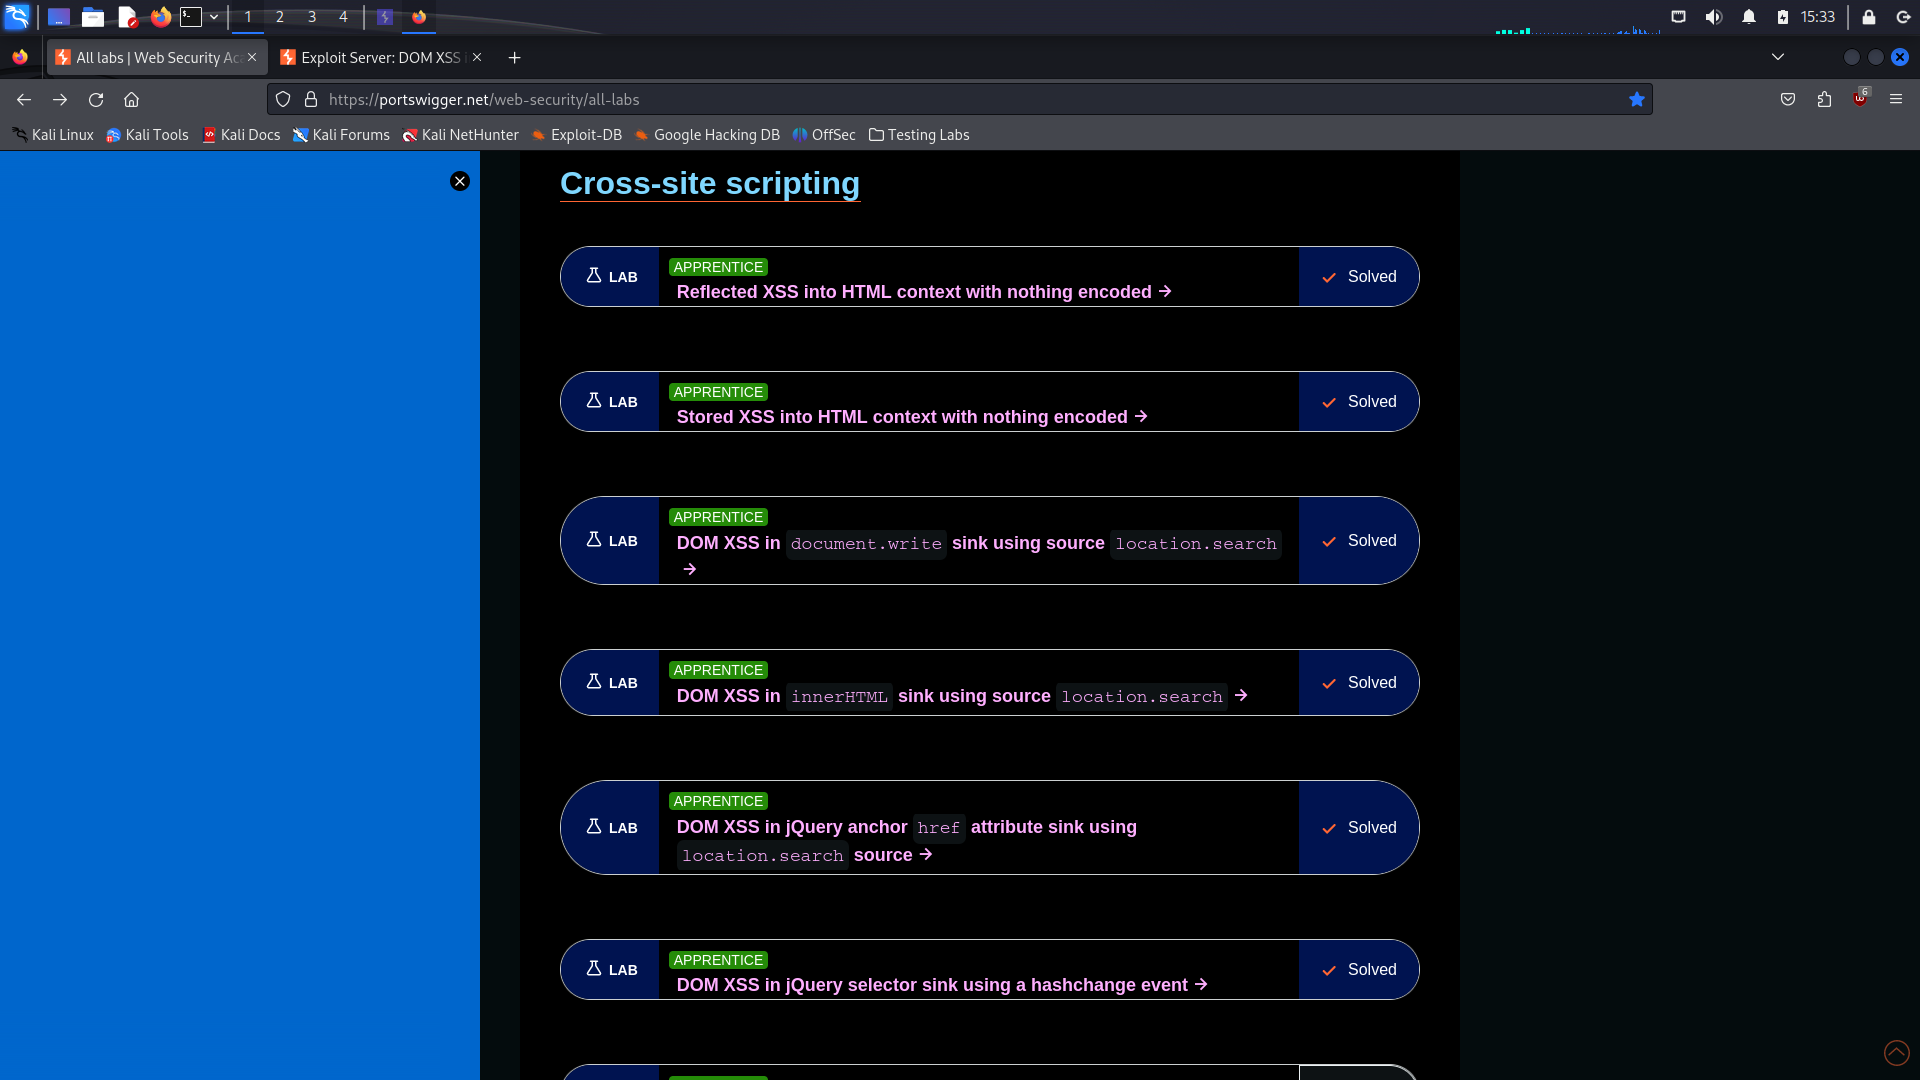 1 2 3 4
15:33
All labs | Web Security Ac
Exploit Server: DOM XSS i
https://portswigger.net/web-security/all-labs
6
Kali Linux Kali Tools Kali Docs Kali Forums Kali NetHunter Exploit-DB Google Hacking DB OffSec Testing Labs
Cross-site scripting
APPRENTICE
LAB
Reflected XSS into HTML context with nothing encoded →
Solved
APPRENTICE
LAB
Stored XSS into HTML context with nothing encoded →
Solved
APPRENTICE
LAB
DOM XSS in document.write sink using source location.search
→
Solved
APPRENTICE
LAB
DOM XSS in innerHTML sink using source location.search →
Solved
APPRENTICE
LAB
DOM XSS in jQuery anchor href attribute sink using
location.search source →
Solved
APPRENTICE
LAB
DOM XSS in jQuery selector sink using a hashchange event →
Solved